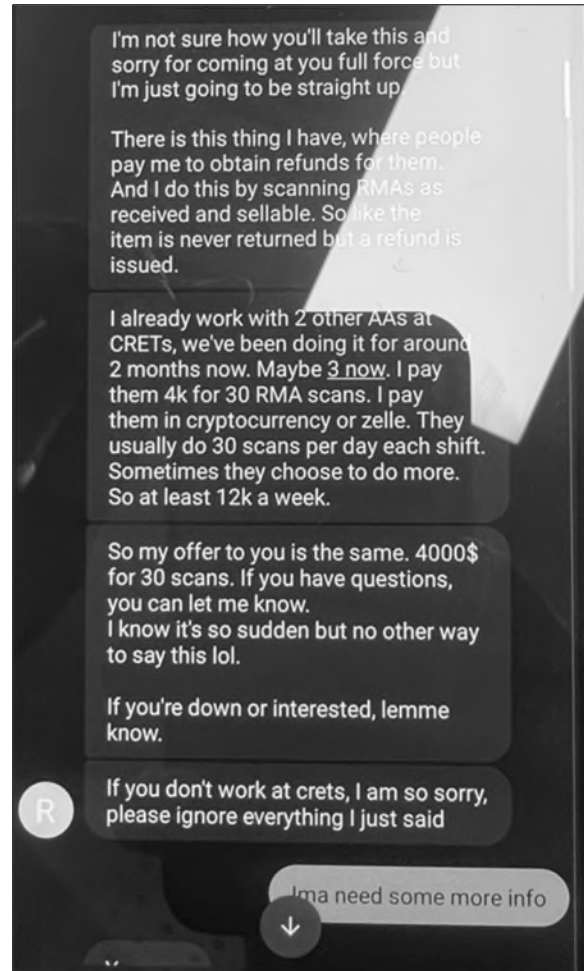 I'm not sure how you'll take this and
sorry for coming at you full force but
I'm just going to be straight up.
There is this thing I have, where people
pay me to obtain refunds for them.
And I do this by scanning RMAs as
received and sellable. So like the
item is never returned but a refund is
issued.
I already work with 2 other AAs at
CRETs, we've been doing it for around
2 months now. Maybe 3 now. I pay
them 4k for 30 RMA scans. I pay
them in cryptocurrency or zelle. They
usually do 30 scans per day each shift.
Sometimes they choose to do more.
So at least 12k a week.
So my offer to you is the same. 4000$
for 30 scans. If you have questions,
you can let me know.
I know it's so sudden but no other way
to say this lol.
If you're down or interested, lemme
know.
If you don't work at crets, I am so sorry,
please ignore everything I just said
R
Ima need some more info